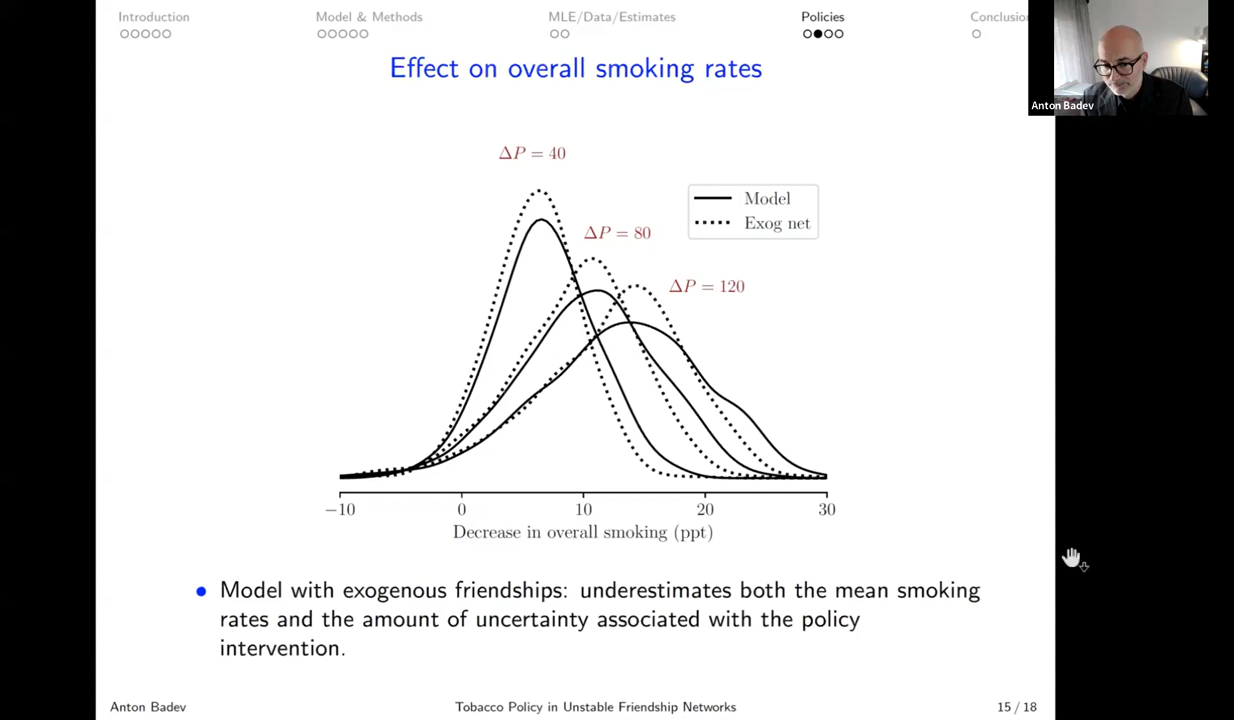 Introduction Model & Methods MLE/Data/Estimates Policies Conclusio
Effect on overall smoking rates
Anton Badev
ΔP = 40
ΔP = 80
ΔP = 120
Model
Exog net
−10 0 10 20 30
Decrease in overall smoking (ppt)
• Model with exogenous friendships: underestimates both the mean smoking
rates and the amount of uncertainty associated with the policy
intervention.
Anton Badev Tobacco Policy in Unstable Friendship Networks 15 / 18